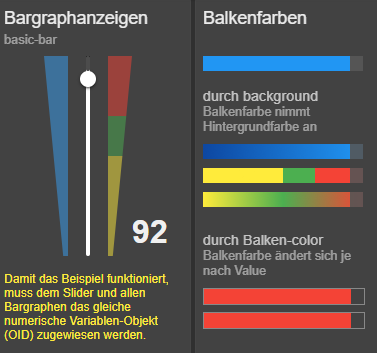 Bargraphanzeigen
basic-bar
92
Damit das Beispiel funktioniert,
muss dem Slider und allen
Bargraphen das gleiche
numerische Variablen-Objekt
(OID) zugewiesen werden.
Balkenfarben
durch background
Balkenfarbe nimmt
Hintergrundfarbe an
durch Balken-color
Balkenfarbe ändert sich je
nach Value